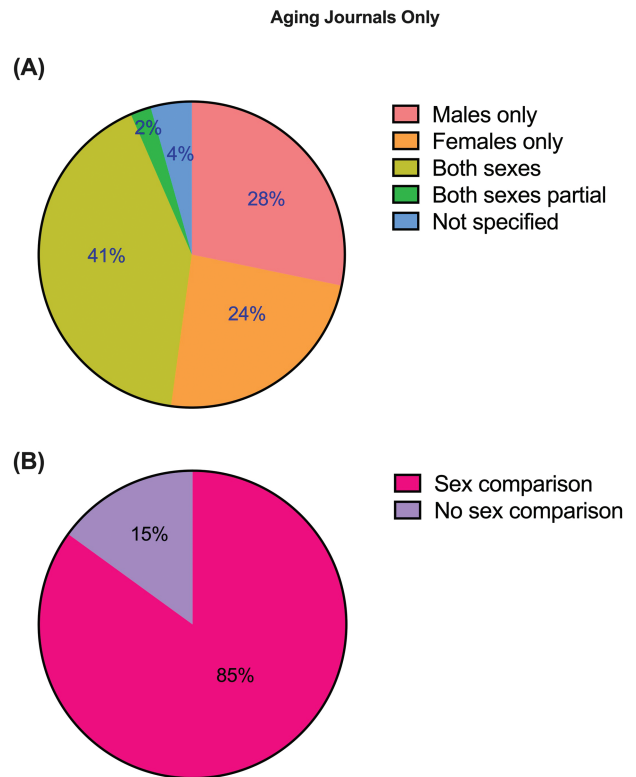 Aging Journals Only
(A)
2%
4%
28%
41%
24%
Males only
Females only
Both sexes
Both sexes partial
Not specified
(B)
15%
85%
Sex comparison
No sex comparison